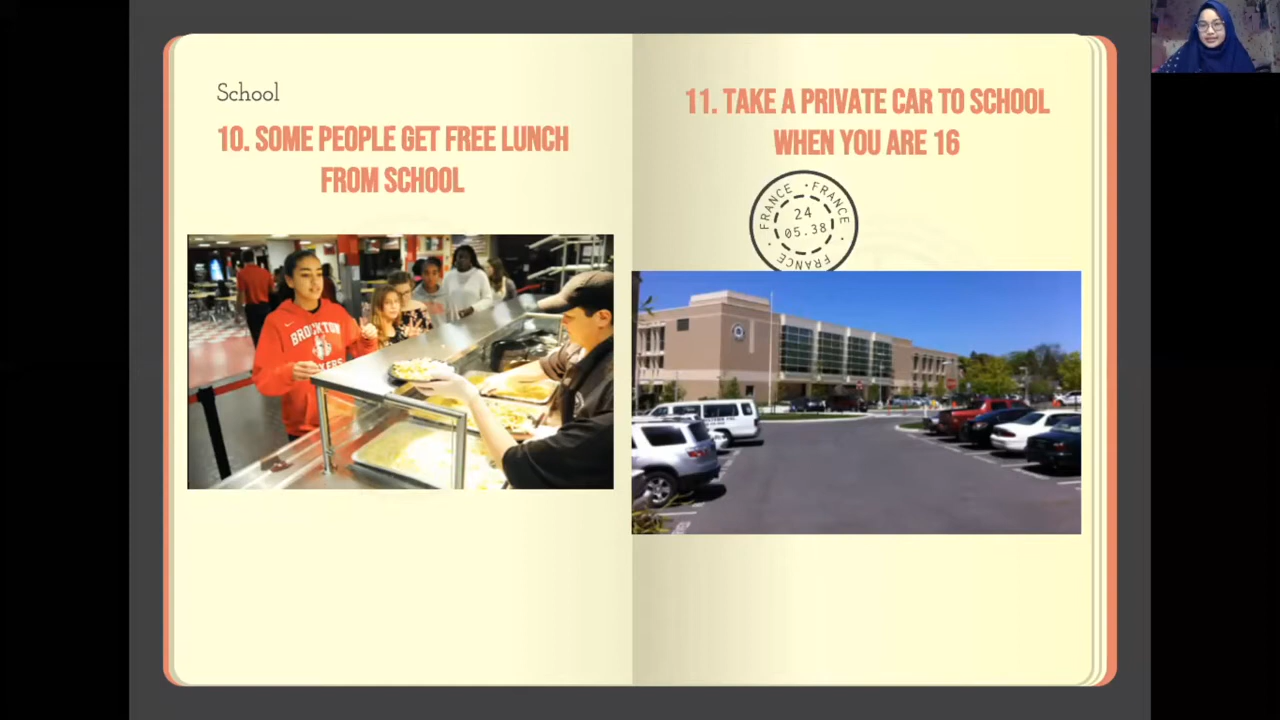 School
10. SOME PEOPLE GET FREE LUNCH
FROM SCHOOL
11. TAKE A PRIVATE CAR TO SCHOOL
WHEN YOU ARE 16
FRANCE • FRANCE • FRANCE •
24
05.38
BROCKTON